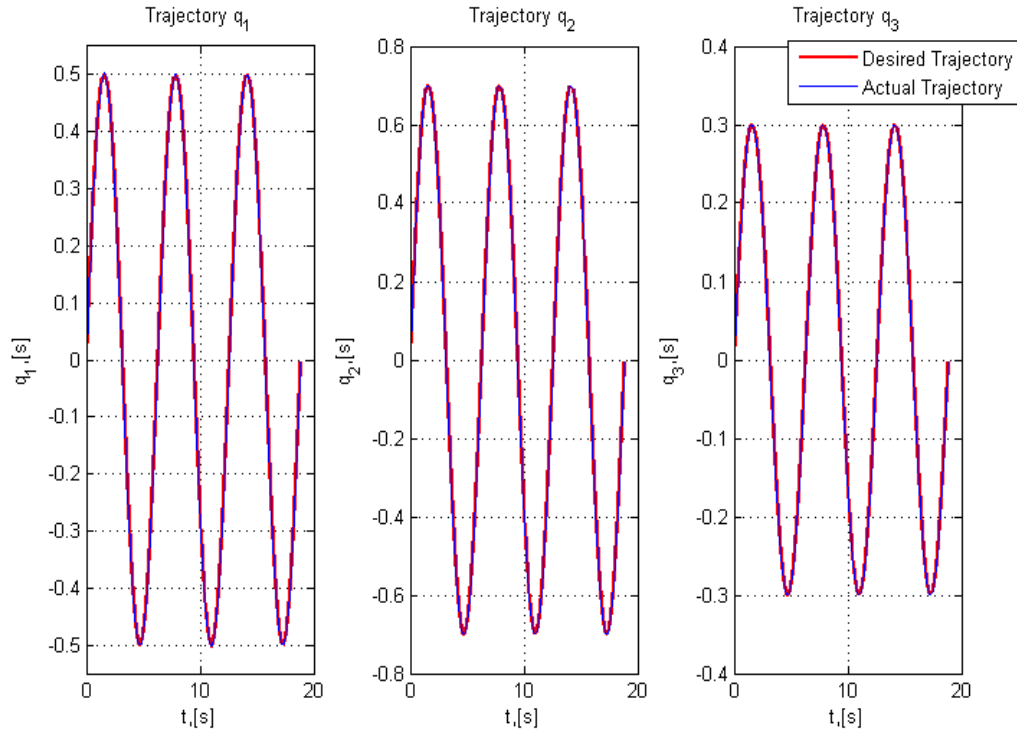 Trajectory q1
Trajectory q2
Trajectory q3
Desired Trajectory
Actual Trajectory
0.5
0.4
0.3
0.2
0.1
0
-0.1
-0.2
-0.3
-0.4
-0.5
q1,[s]
0 10 20
t,[s]
0.8
0.6
0.4
0.2
0
-0.2
-0.4
-0.6
-0.8
q2,[s]
0 10 20
t,[s]
0.4
0.3
0.2
0.1
0
-0.1
-0.2
-0.3
-0.4
q3,[s]
0 10 20
t,[s]